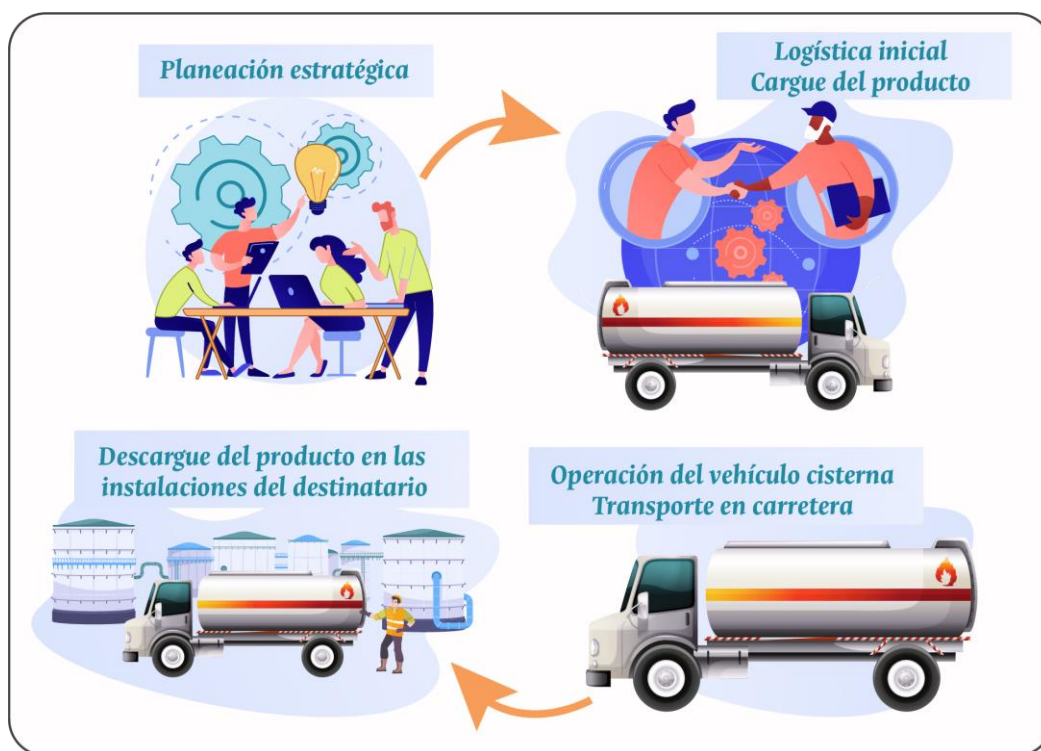 Planeación estratégica
Logística inicial
Cargue del producto
Descargue del producto en las
instalaciones del destinatario
Operación del vehículo cisterna
Transporte en carretera